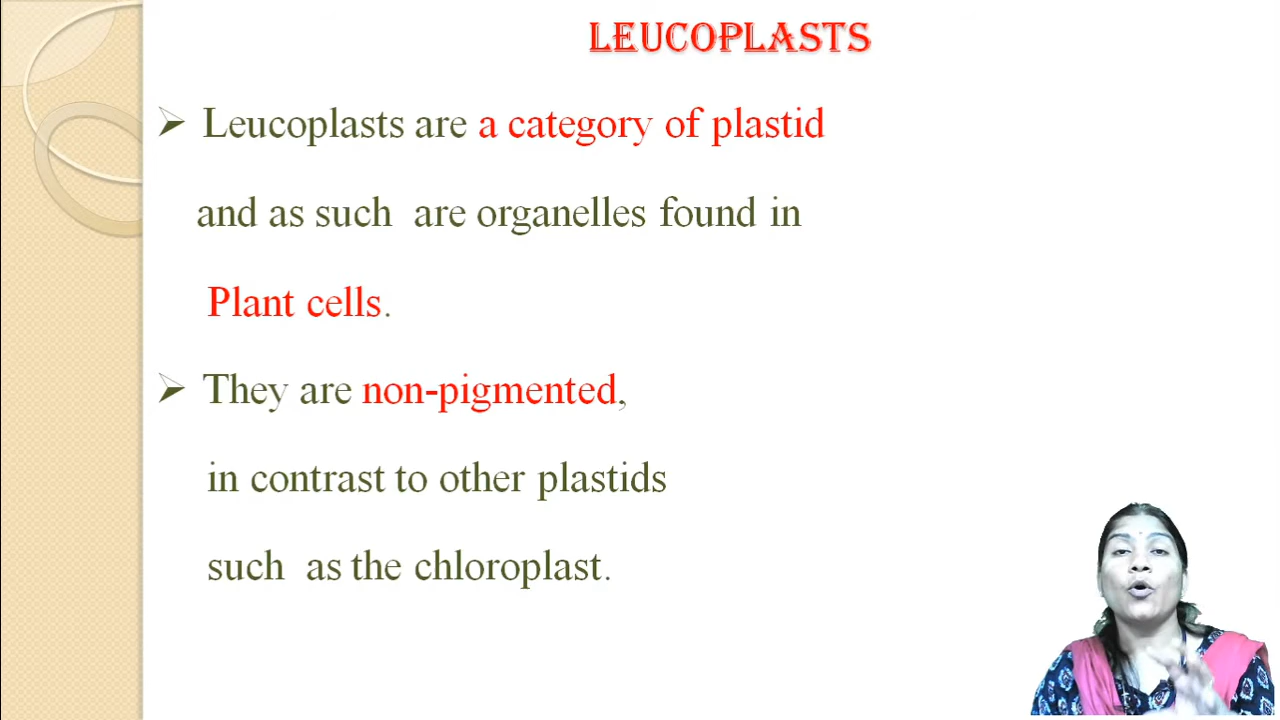 LEUCOPLASTS
➢ Leucoplasts are a category of plastid
and as such are organelles found in
Plant cells.
➢ They are non-pigmented,
in contrast to other plastids
such as the chloroplast.